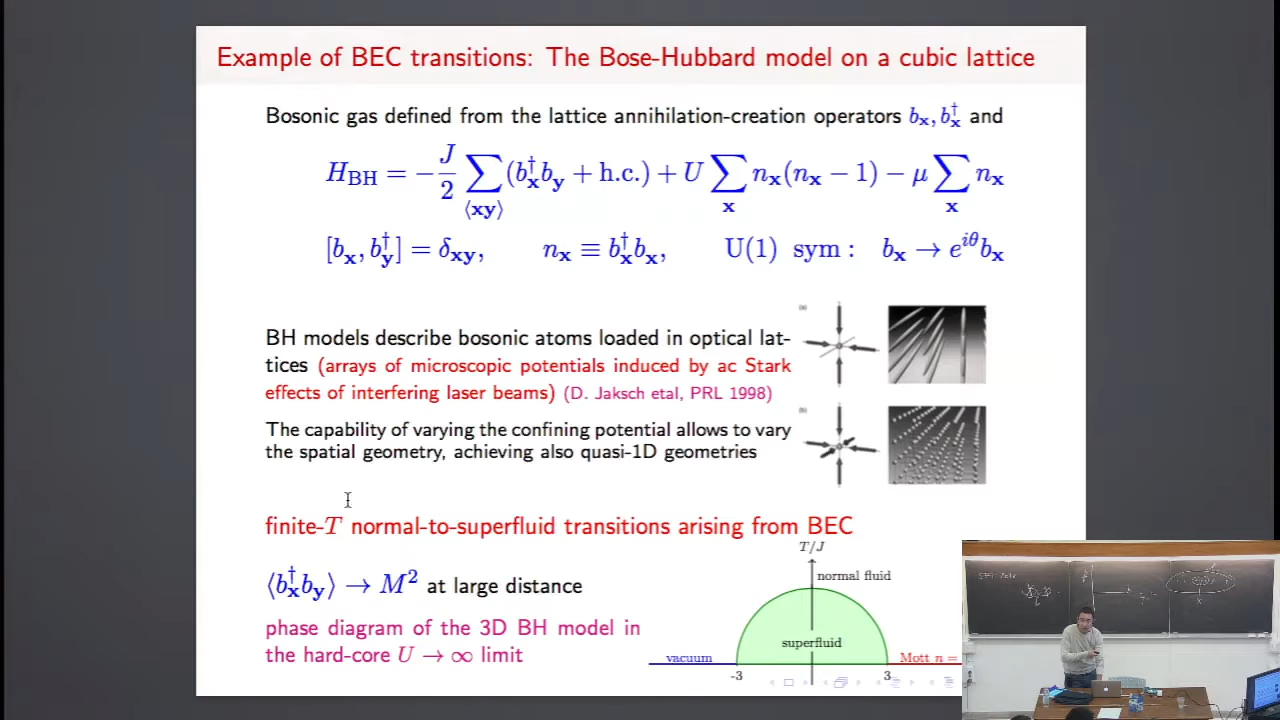 Example of BEC transitions: The Bose-Hubbard model on a cubic lattice
Bosonic gas defined from the lattice annihilation-creation operators b_𝐱, b_𝐱^† and
H_BH = −J/2 ∑_⟨𝐱𝐲⟩ (b_𝐱^† b_𝐲 + h.c.) + U ∑_𝐱 n_𝐱(n_𝐱 − 1) − μ ∑_𝐱 n_𝐱
[b_𝐱, b_𝐲^†] = δ_𝐱𝐲, n_𝐱 ≡ b_𝐱^† b_𝐱, U(1) sym : b_𝐱 → e^{iθ} b_𝐱
BH models describe bosonic atoms loaded in optical lat-
tices (arrays of microscopic potentials induced by ac Stark
effects of interfering laser beams) (D. Jaksch etal, PRL 1998)
The capability of varying the confining potential allows to vary
the spatial geometry, achieving also quasi-1D geometries
finite-T normal-to-superfluid transitions arising from BEC
⟨b_𝐱^† b_𝐲⟩ → M² at large distance
phase diagram of the 3D BH model in
the hard-core U → ∞ limit
T/J
normal fluid
superfluid
vacuum
Mott n =
-3
3